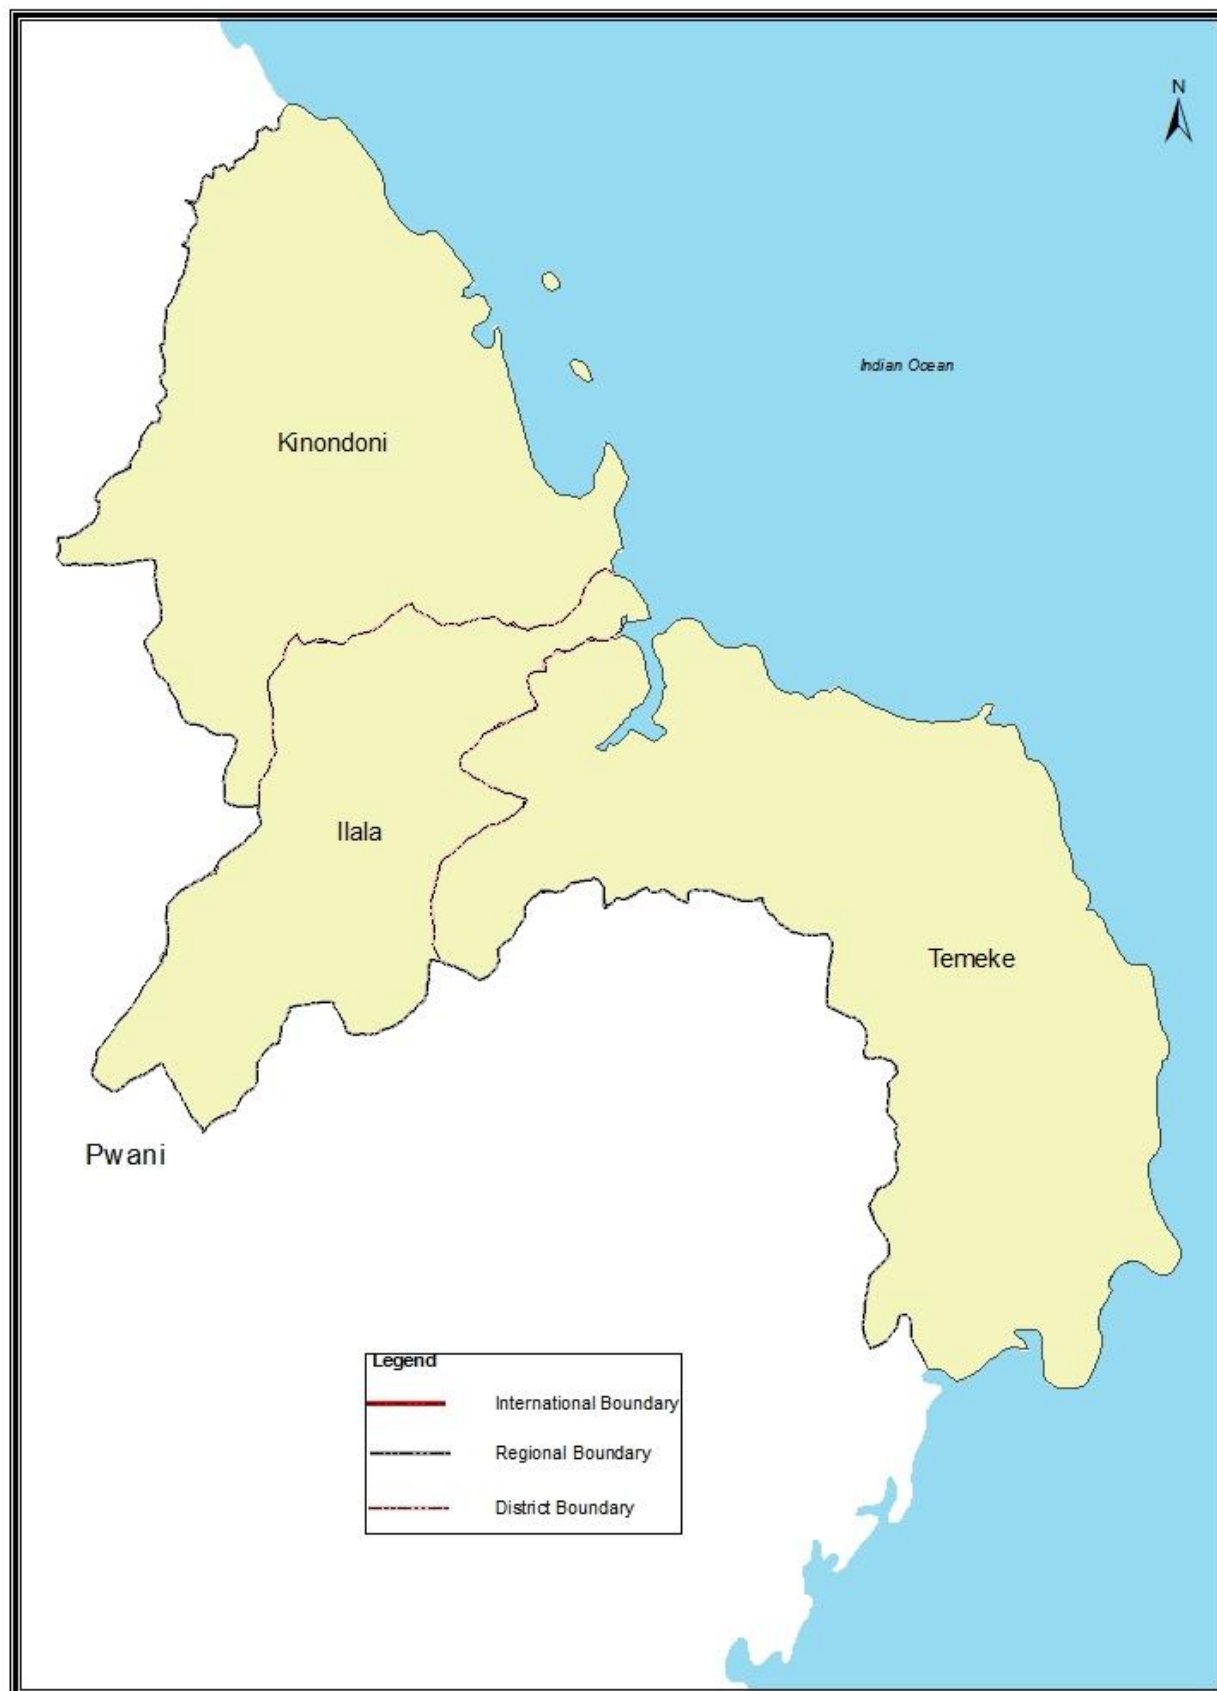 N
Indian Ocean
Kinondoni
Ilala
Temeke
Pwani
Legend
International Boundary
Regional Boundary
District Boundary